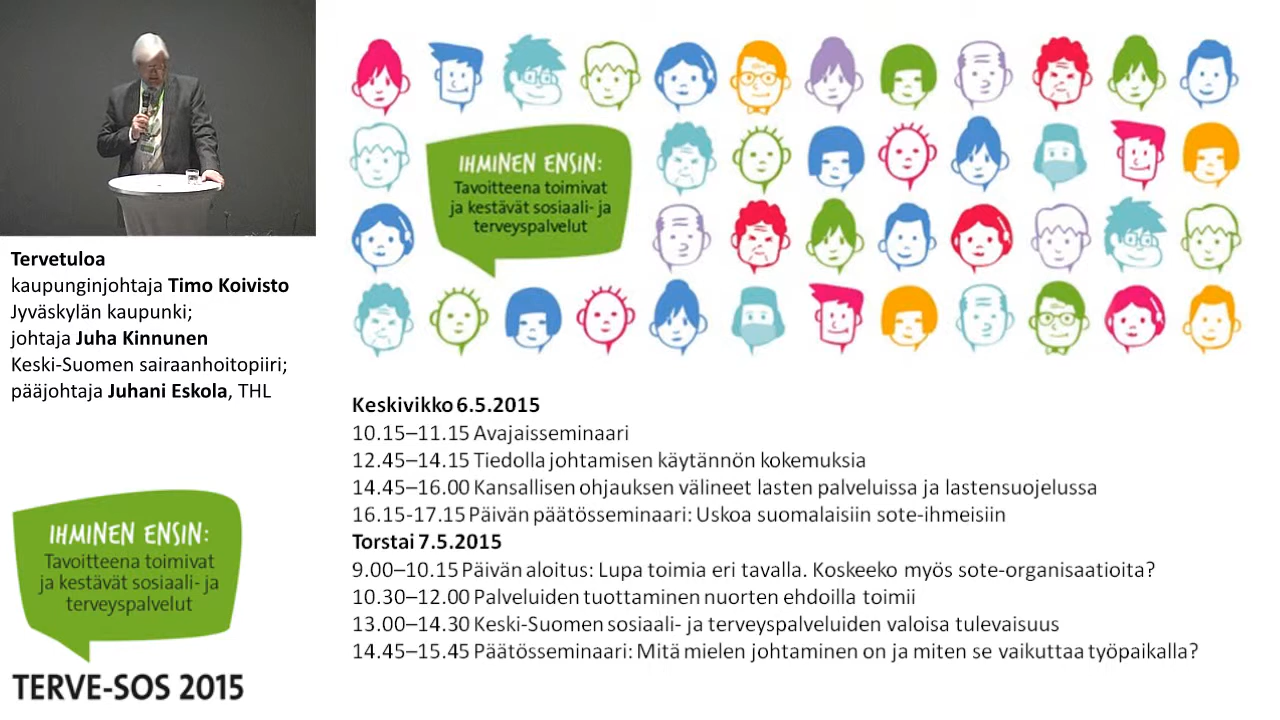 Tervetuloa
kaupunginjohtaja Timo Koivisto
Jyväskylän kaupunki;
johtaja Juha Kinnunen
Keski-Suomen sairaanhoitopiiri;
pääjohtaja Juhani Eskola, THL
IHMINEN ENSIN:
Tavoitteena toimivat
ja kestävät sosiaali- ja
terveyspalvelut
TERVE-SOS 2015
IHMINEN ENSIN:
Tavoitteena toimivat
ja kestävät sosiaali- ja
terveyspalvelut
Keskivikko 6.5.2015
10.15–11.15 Avajaisseminaari
12.45–14.15 Tiedolla johtamisen käytännön kokemuksia
14.45–16.00 Kansallisen ohjauksen välineet lasten palveluissa ja lastensuojelussa
16.15-17.15 Päivän päätösseminaari: Uskoa suomalaisiin sote-ihmeisiin
Torstai 7.5.2015
9.00–10.15 Päivän aloitus: Lupa toimia eri tavalla. Koskeeko myös sote-organisaatioita?
10.30–12.00 Palveluiden tuottaminen nuorten ehdoilla toimii
13.00–14.30 Keski-Suomen sosiaali- ja terveyspalveluiden valoisa tulevaisuus
14.45–15.45 Päätösseminaari: Mitä mielen johtaminen on ja miten se vaikuttaa työpaikalla?